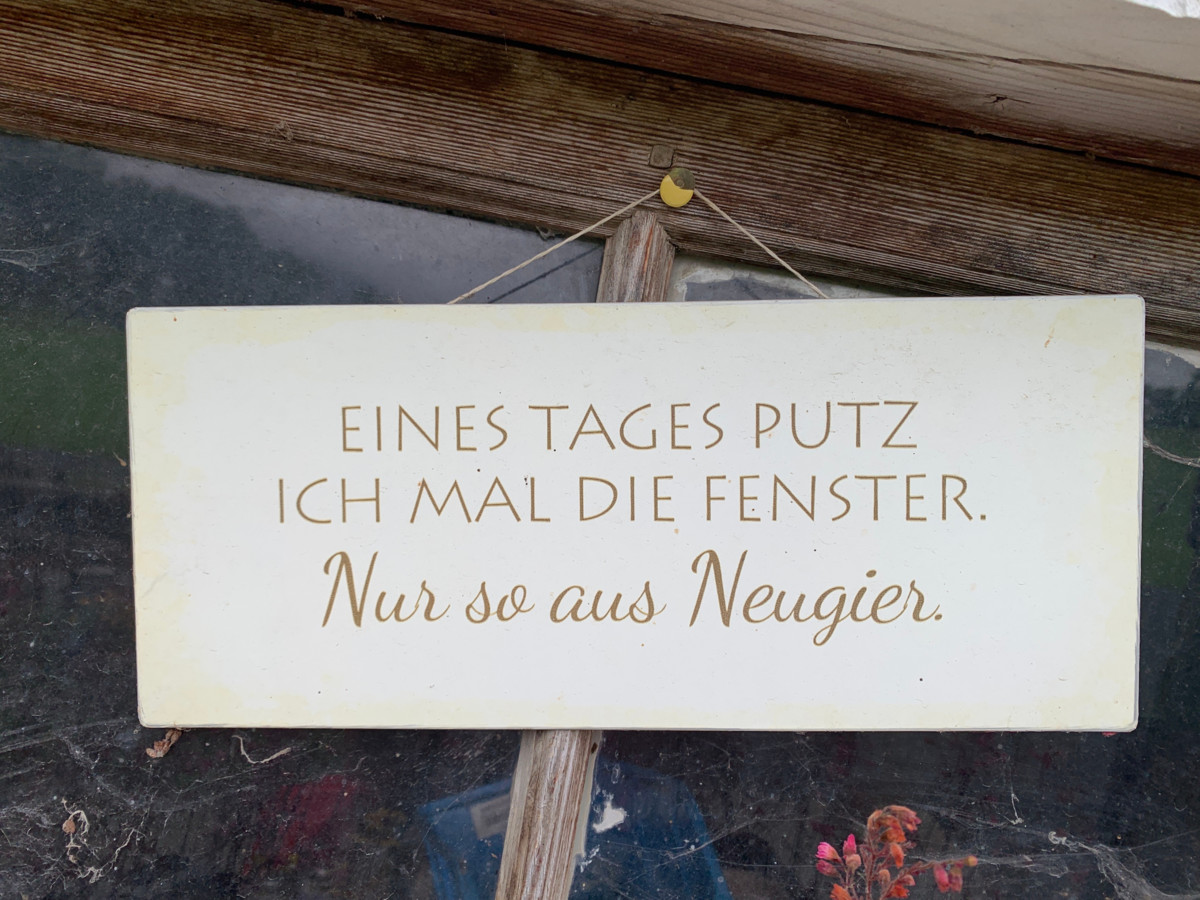 EINES TAGES PUTZ
ICH MAL DIE FENSTER.
Nur so aus Neugier.